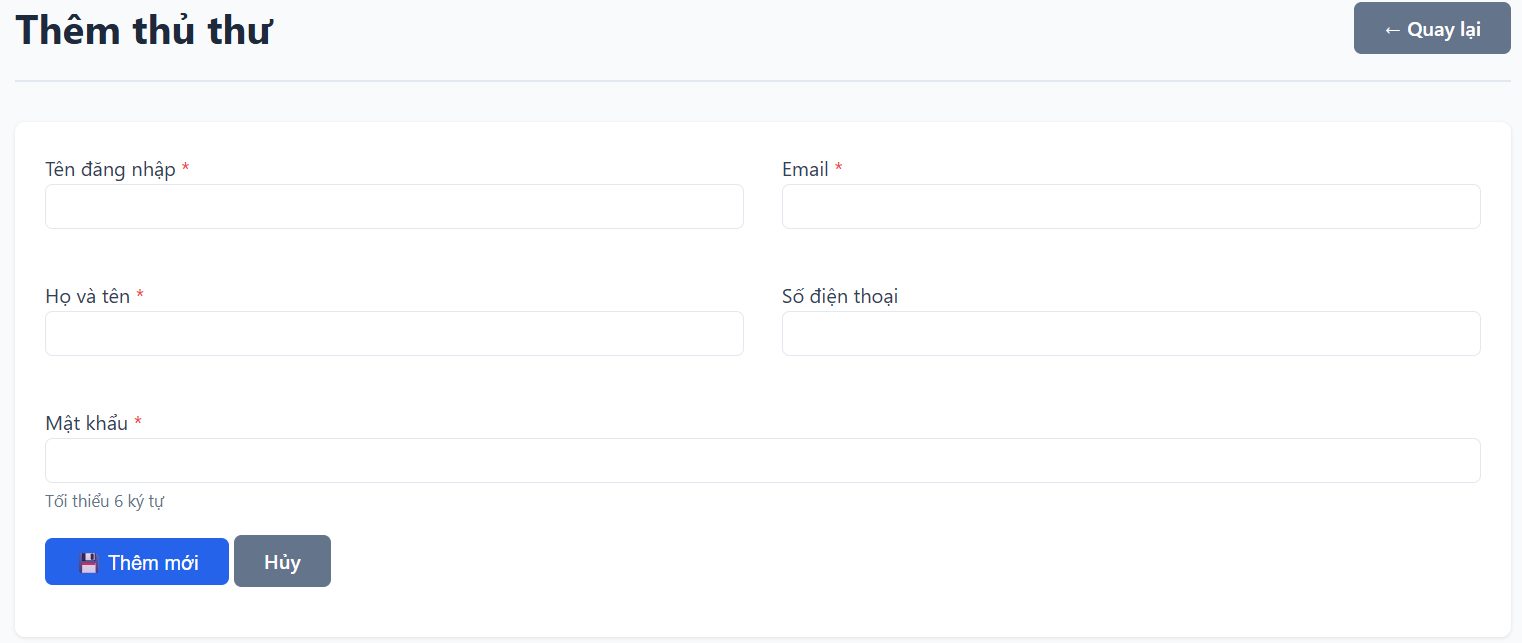 Thêm thủ thư
← Quay lại
Tên đăng nhập *
Email *
Họ và tên *
Số điện thoại
Mật khẩu *
Tối thiểu 6 ký tự
💾 Thêm mới
Hủy